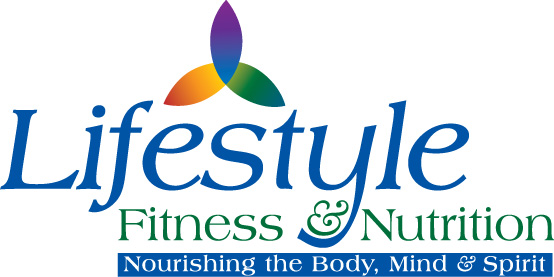 Lifestyle
Fitness & Nutrition
Nourishing the Body, Mind & Spirit